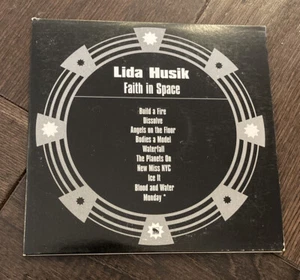 Lida Husik
Faith in Space
Build a Fire
Dissolve
Angels on the Floor
Bodies a Model
Waterfall
The Planets On
New Miss NYC
Ice 11
Blood and Water
Monday *